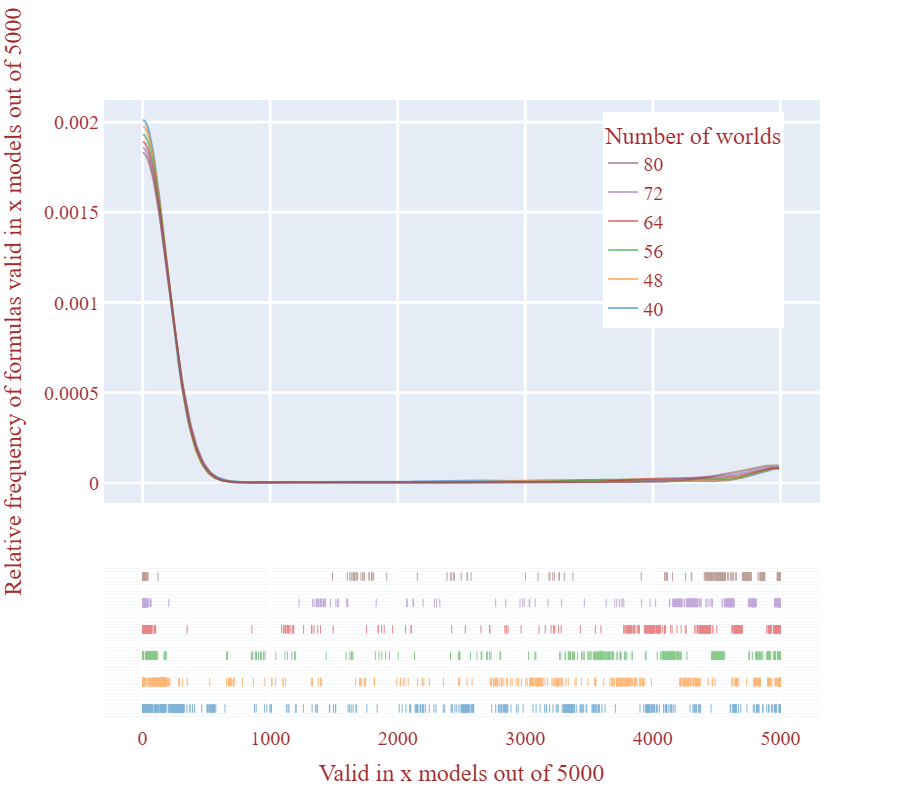 Relative frequency of formulas valid in x models out of 5000
0.002
0.0015
0.001
0.0005
0
Number of worlds
80
72
64
56
48
40
0 1000 2000 3000 4000 5000
Valid in x models out of 5000